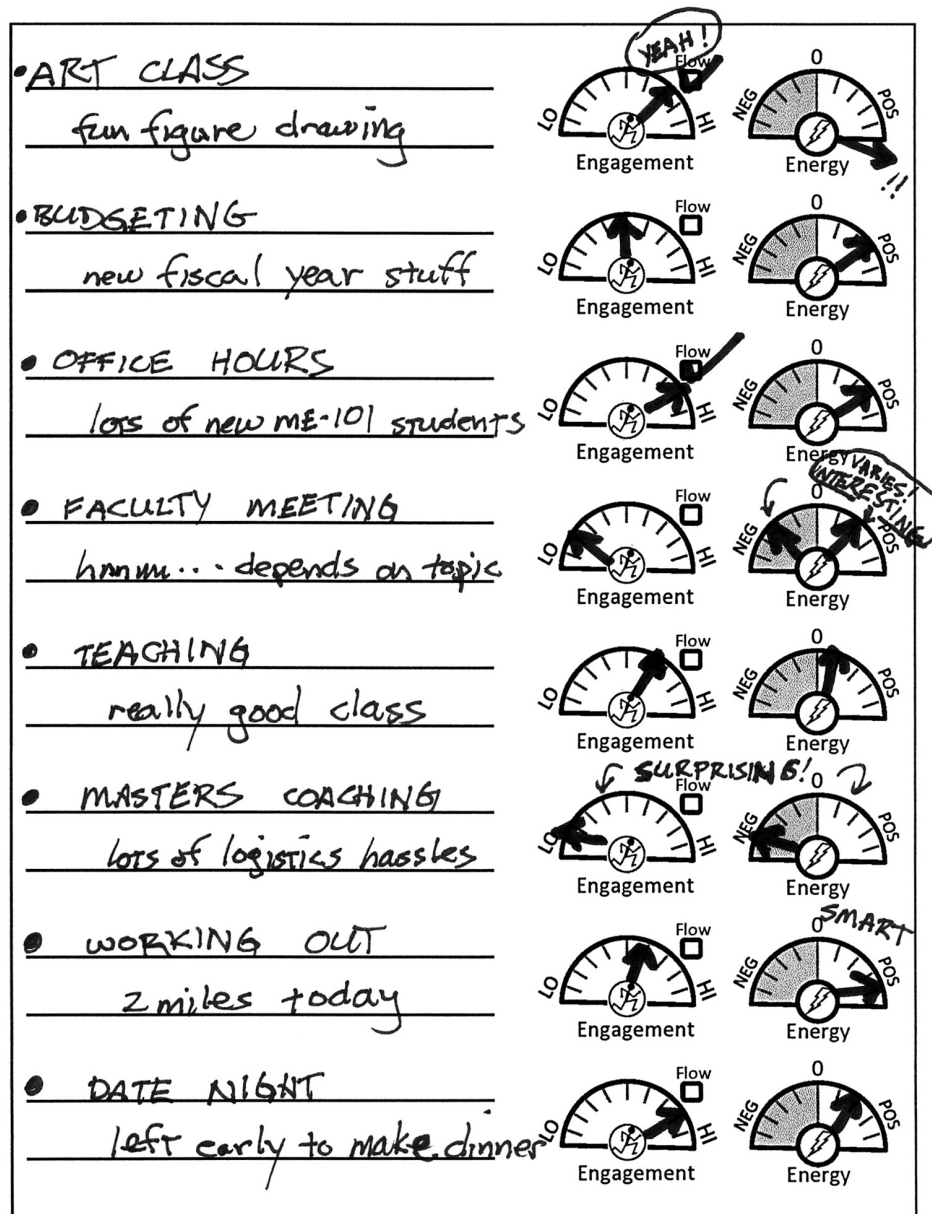 YEAH!
• ART CLASS
fun figure drawing
Flow
LO HI
Engagement
0
NEG POS
Energy
!!
• BUDGETING
new fiscal year stuff
Flow
LO HI
Engagement
0
NEG POS
Energy
• OFFICE HOURS
lots of new ME-101 students
Flow
LO HI
Engagement
0
NEG POS
Energy
VARIES!
INTERESTING!
• FACULTY MEETING
hmmm... depends on topic
Flow
LO HI
Engagement
0
NEG POS
Energy
• TEACHING
really good class
Flow
LO HI
Engagement
0
NEG POS
Energy
SURPRISING!
• MASTERS COACHING
lots of logistics hassles
Flow
LO HI
Engagement
0
NEG POS
Energy
SMART
• WORKING OUT
2 miles today
Flow
LO HI
Engagement
0
NEG POS
Energy
• DATE NIGHT
left early to make dinner
Flow
LO HI
Engagement
0
NEG POS
Energy